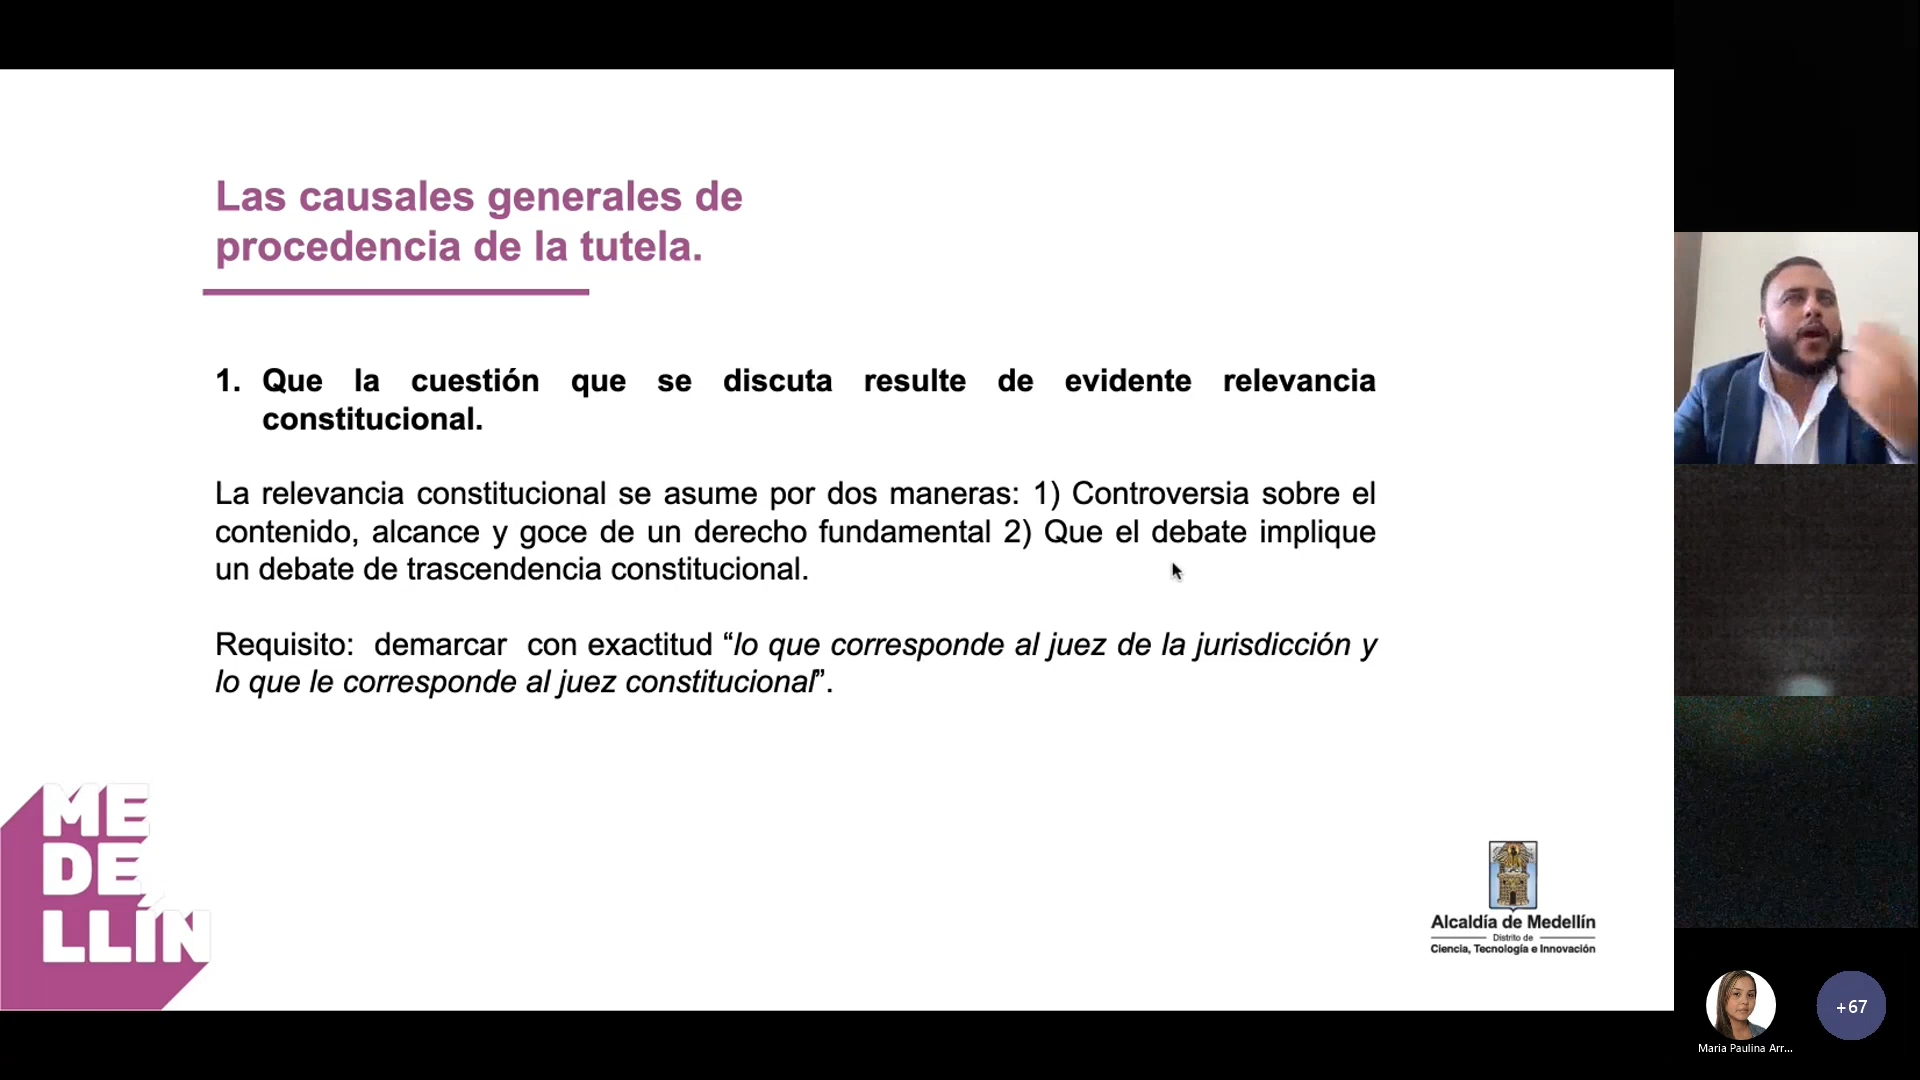 Las causales generales de
procedencia de la tutela.
1. Que la cuestión que se discuta resulte de evidente relevancia
constitucional.
La relevancia constitucional se asume por dos maneras: 1) Controversia sobre el
contenido, alcance y goce de un derecho fundamental 2) Que el debate implique
un debate de trascendencia constitucional.
Requisito: demarcar con exactitud “lo que corresponde al juez de la jurisdicción y
lo que le corresponde al juez constitucional”.
ME
DE
LLÍN
Alcaldía de Medellín
Distrito de
Ciencia, Tecnología e Innovación
+67
Maria Paulina Arr...